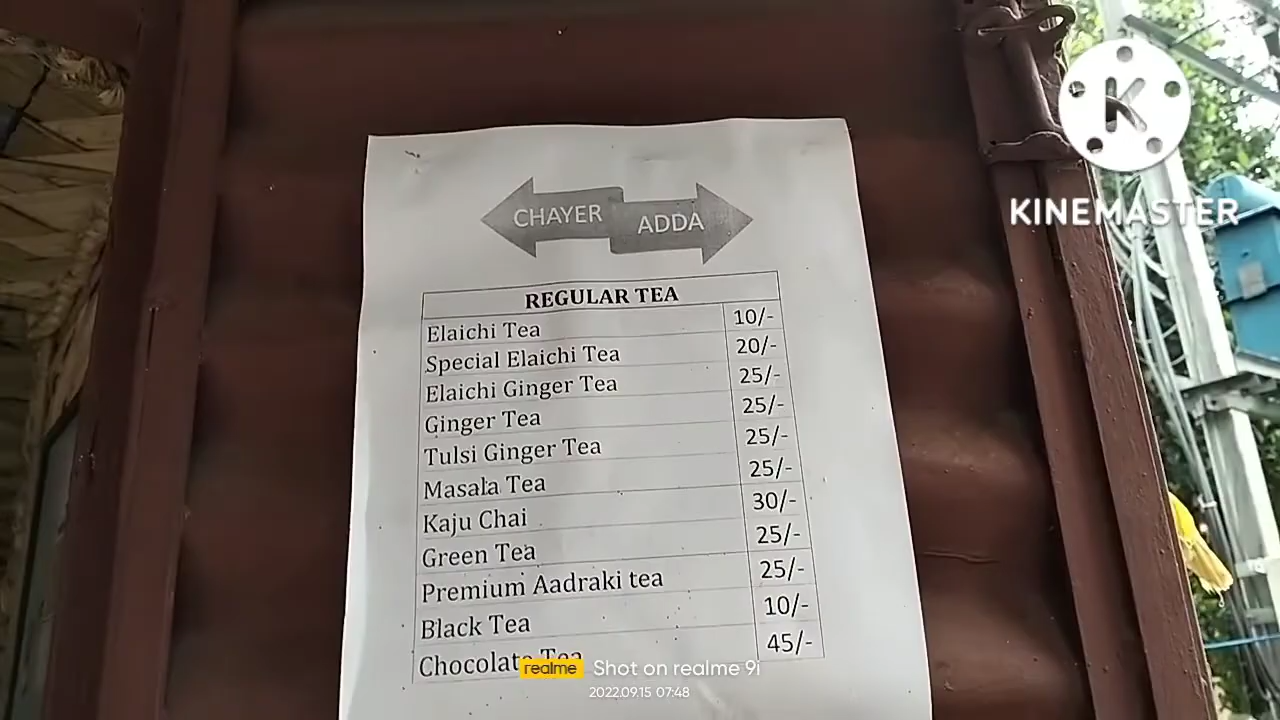 CHAYER ADDA
REGULAR TEA
Elaichi Tea 10/-
Special Elaichi Tea 20/-
Elaichi Ginger Tea 25/-
Ginger Tea 25/-
Tulsi Ginger Tea 25/-
Masala Tea 25/-
Kaju Chai 30/-
Green Tea 25/-
Premium Aadraki tea 25/-
Black Tea 10/-
Chocolate Tea 45/-
K
KINEMASTER
realme Shot on realme 9i
2022.09.15 07:48